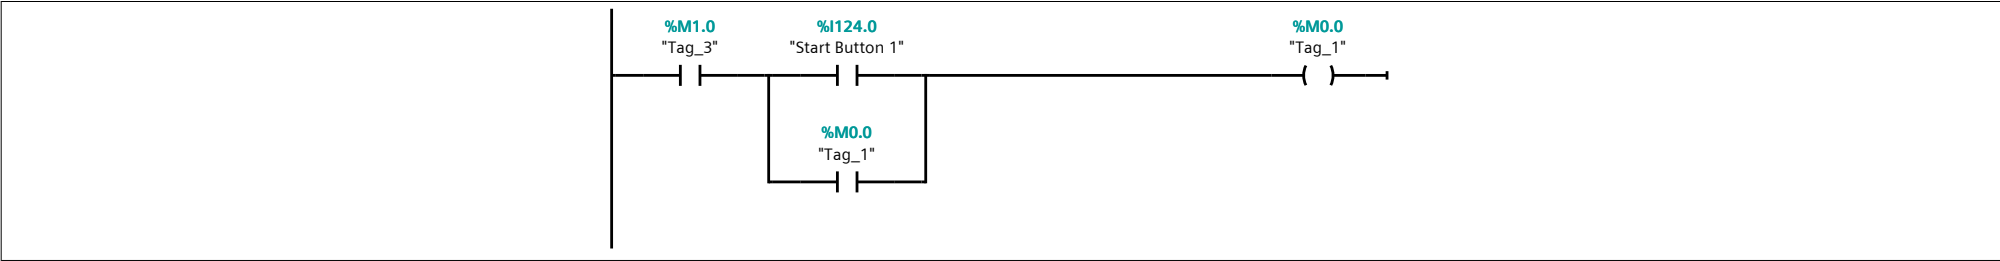 %M1.0
"Tag_3"
%I124.0
"Start Button 1"
%M0.0
"Tag_1"
%M0.0
"Tag_1"